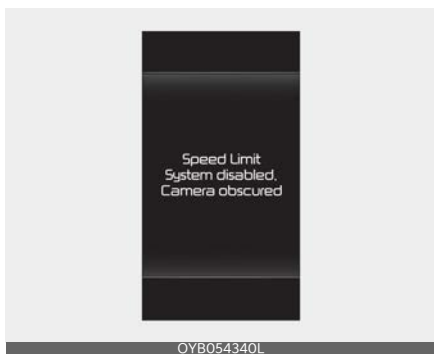 Speed Limit
System disabled,
Camera obscured
OYB054340L